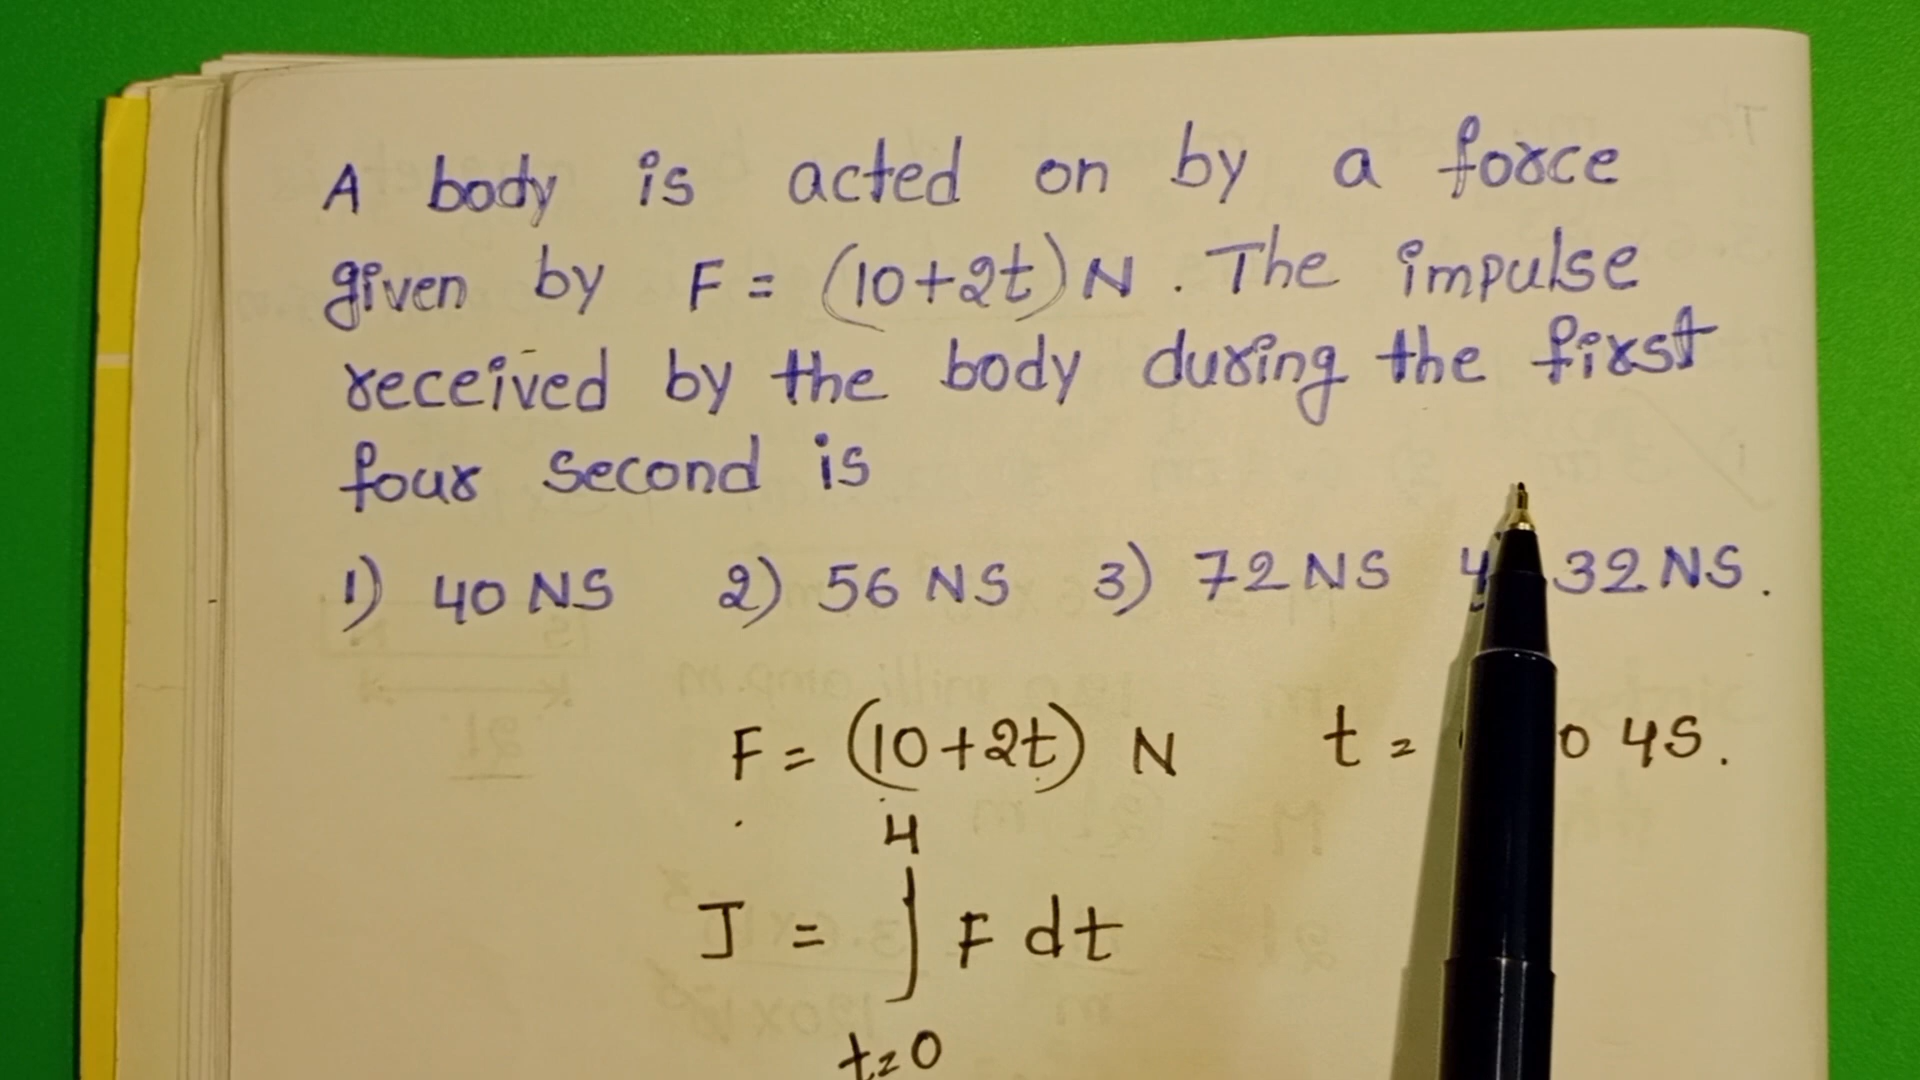 A body is acted on by a force
given by F = (10+2t) N. The impulse
received by the body during the first
four second is
1) 40 NS 2) 56 NS 3) 72 NS 4 32 NS.
F = (10+2t) N t = 0 4S.
4
J = ∫ F dt
t=0